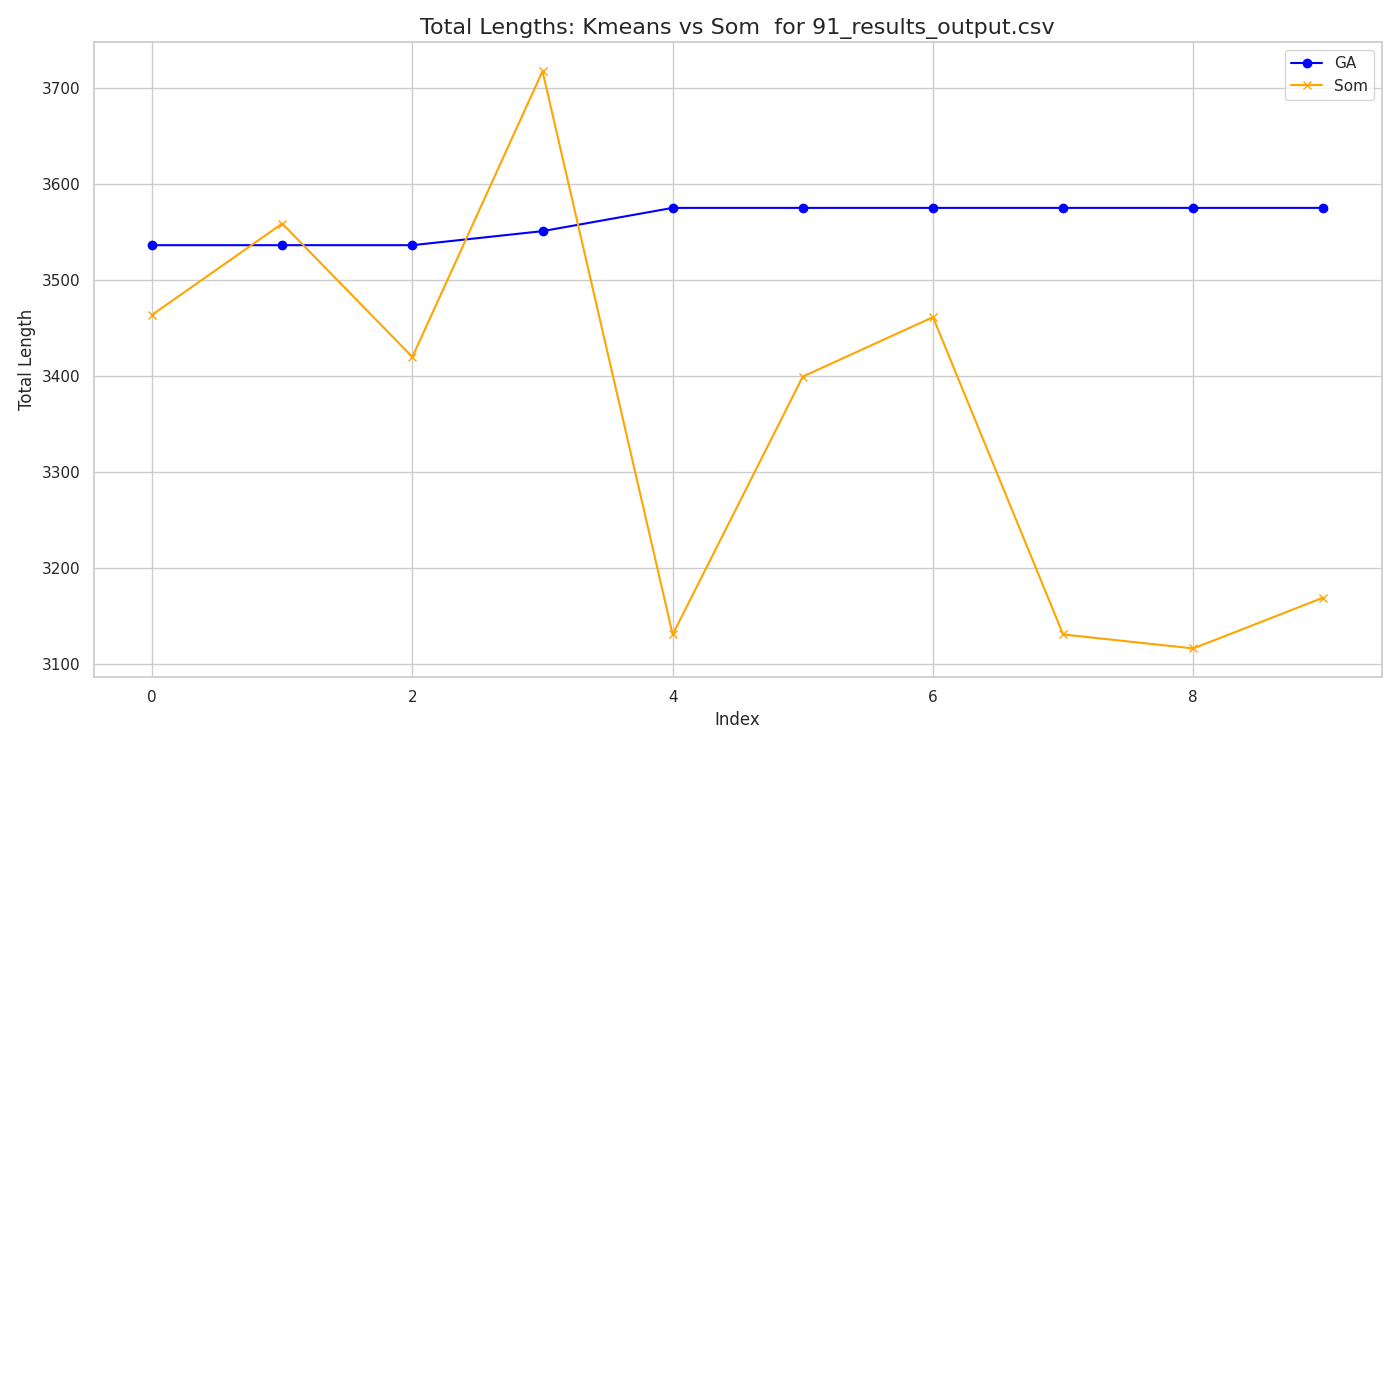 Total Lengths: Kmeans vs Som  for 91_results_output.csv
GA
Som
3700
3600
3500
3400
3300
3200
3100
Total Length
0 2 4 6 8
Index